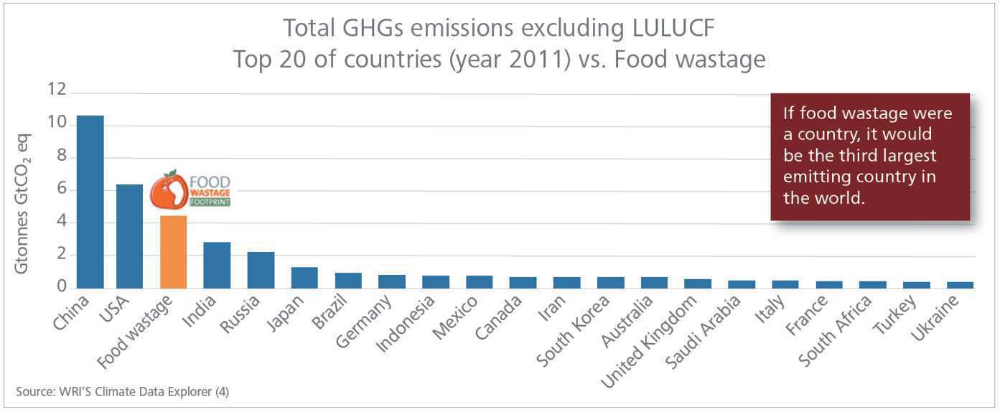 Total GHGs emissions excluding LULUCF
Top 20 of countries (year 2011) vs. Food wastage
Gtonnes GtCO₂ eq
12
10
8
6
4
2
0
FOOD
WASTAGE
FOOTPRINT
If food wastage were
a country, it would
be the third largest
emitting country in
the world.
China
USA
Food wastage
India
Russia
Japan
Brazil
Germany
Indonesia
Mexico
Canada
Iran
South Korea
Australia
United Kingdom
Saudi Arabia
Italy
France
South Africa
Turkey
Ukraine
Source: WRI’S Climate Data Explorer (4)